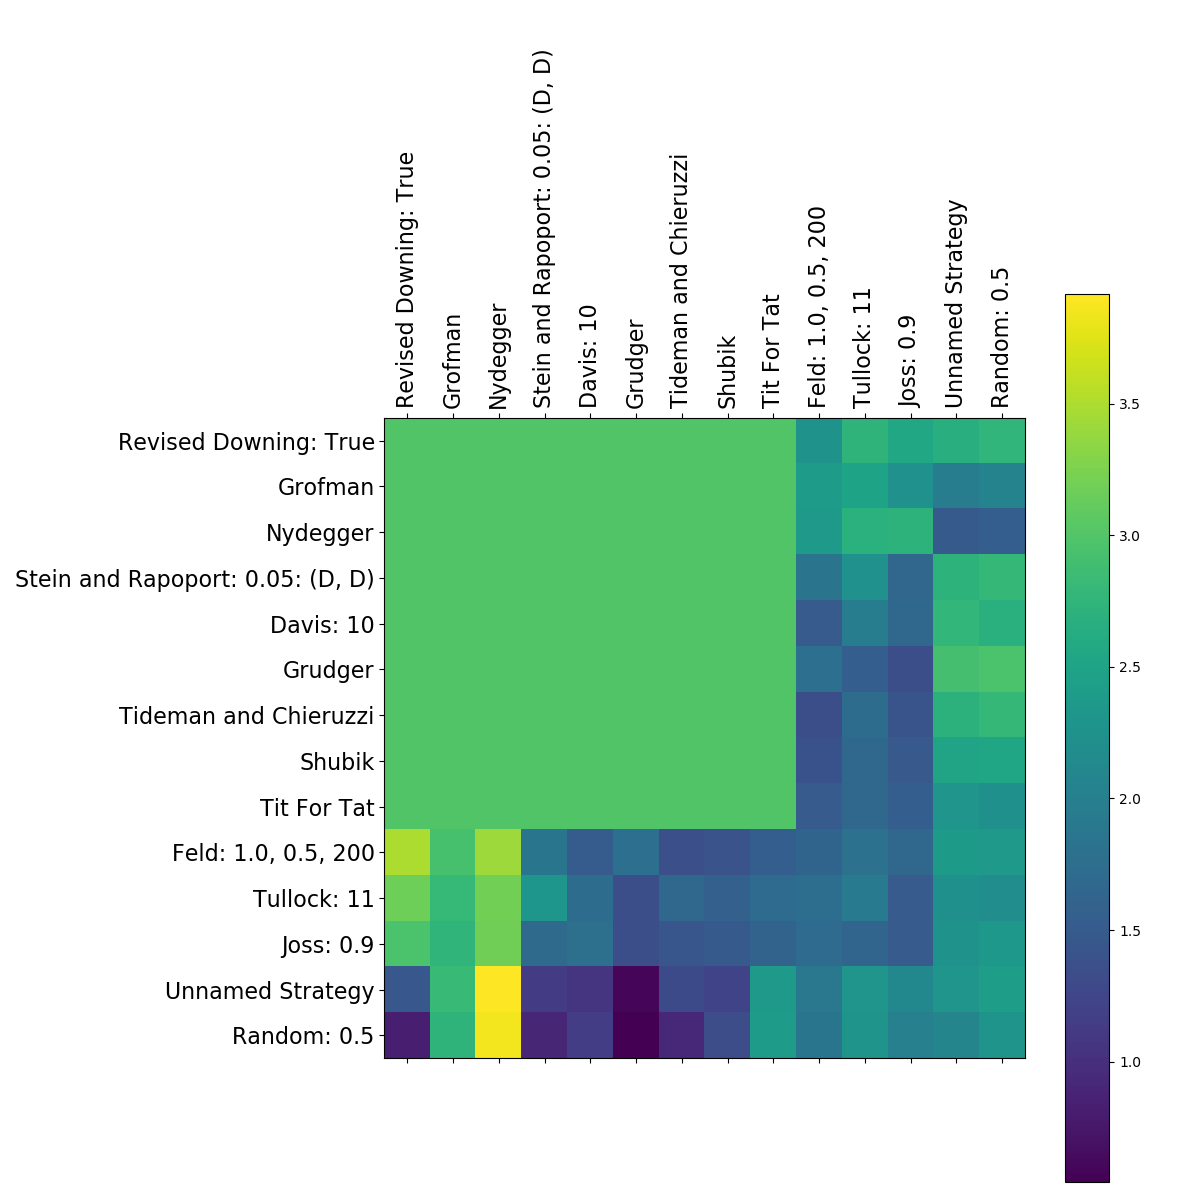 Revised Downing: True
Grofman
Nydegger
Stein and Rapoport: 0.05: (D, D)
Davis: 10
Grudger
Tideman and Chieruzzi
Shubik
Tit For Tat
Feld: 1.0, 0.5, 200
Tullock: 11
Joss: 0.9
Unnamed Strategy
Random: 0.5
Revised Downing: True
Grofman
Nydegger
Stein and Rapoport: 0.05: (D, D)
Davis: 10
Grudger
Tideman and Chieruzzi
Shubik
Tit For Tat
Feld: 1.0, 0.5, 200
Tullock: 11
Joss: 0.9
Unnamed Strategy
Random: 0.5
3.5
3.0
2.5
2.0
1.5
1.0